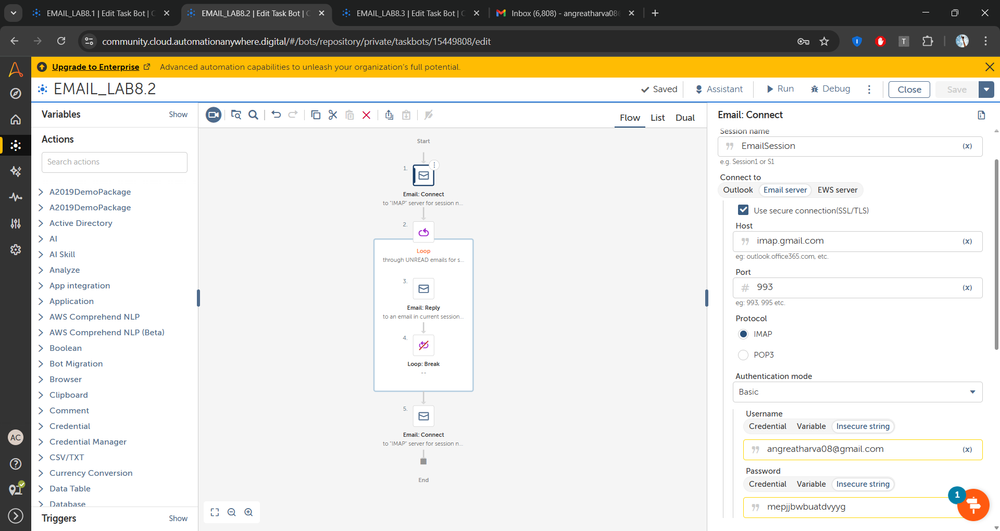 EMAIL_LAB8.1 | Edit Task Bot | C
EMAIL_LAB8.2 | Edit Task Bot | C
EMAIL_LAB8.3 | Edit Task Bot | C
Inbox (6,808) - angreatharva08
community.cloud.automationanywhere.digital/#/bots/repository/private/taskbots/15449808/edit
T
Upgrade to Enterprise
Advanced automation capabilities to unleash your organization's full potential.
EMAIL_LAB8.2
Saved
Assistant
Run
Debug
Close
Save
Variables
Show
Actions
Search actions
A2019DemoPackage
A2019DemoPackage
Active Directory
AI
AI Skill
Analyze
App integration
Application
AWS Comprehend NLP
AWS Comprehend NLP (Beta)
Boolean
Bot Migration
Browser
Clipboard
Comment
Credential
Credential Manager
CSV/TXT
Currency Conversion
Data Table
Database
Triggers
Show
AC
Flow
List
Dual
Start
1.
Email: Connect
to "IMAP" server for session n...
2.
Loop
through UNREAD emails for s...
3.
Email: Reply
to an email in current session...
4.
Loop: Break
--
5.
Email: Connect
to "IMAP" server for session n...
End
Email: Connect
Session name
EmailSession
(x)
e.g. Session1 or S1
Connect to
Outlook
Email server
EWS server
Use secure connection(SSL/TLS)
Host
imap.gmail.com
(x)
eg: outlook.office365.com, etc.
Port
# 993
(x)
eg: 993, 995 etc.
Protocol
IMAP
POP3
Authentication mode
Basic
Username
Credential
Variable
Insecure string
angreatharva08@gmail.com
(x)
Password
Credential
Variable
Insecure string
mepjjbwbuatdvyyg
1